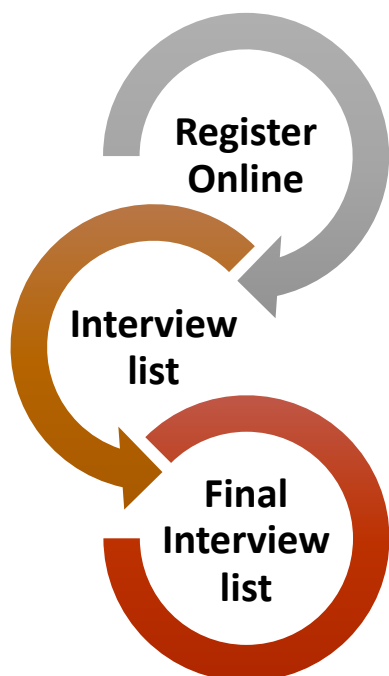 Register
Online
Interview
list
Final
Interview
list